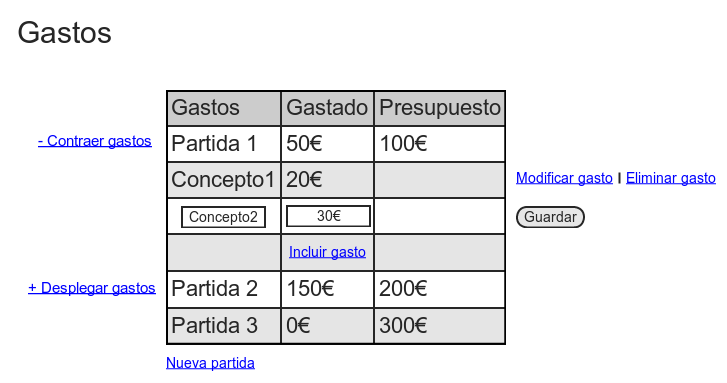 Gastos
Gastos Gastado Presupuesto
- Contraer gastos Partida 1 50€ 100€
Concepto1 20€ Modificar gasto I Eliminar gasto
Concepto2 30€ Guardar
Incluir gasto
+ Desplegar gastos Partida 2 150€ 200€
Partida 3 0€ 300€
Nueva partida